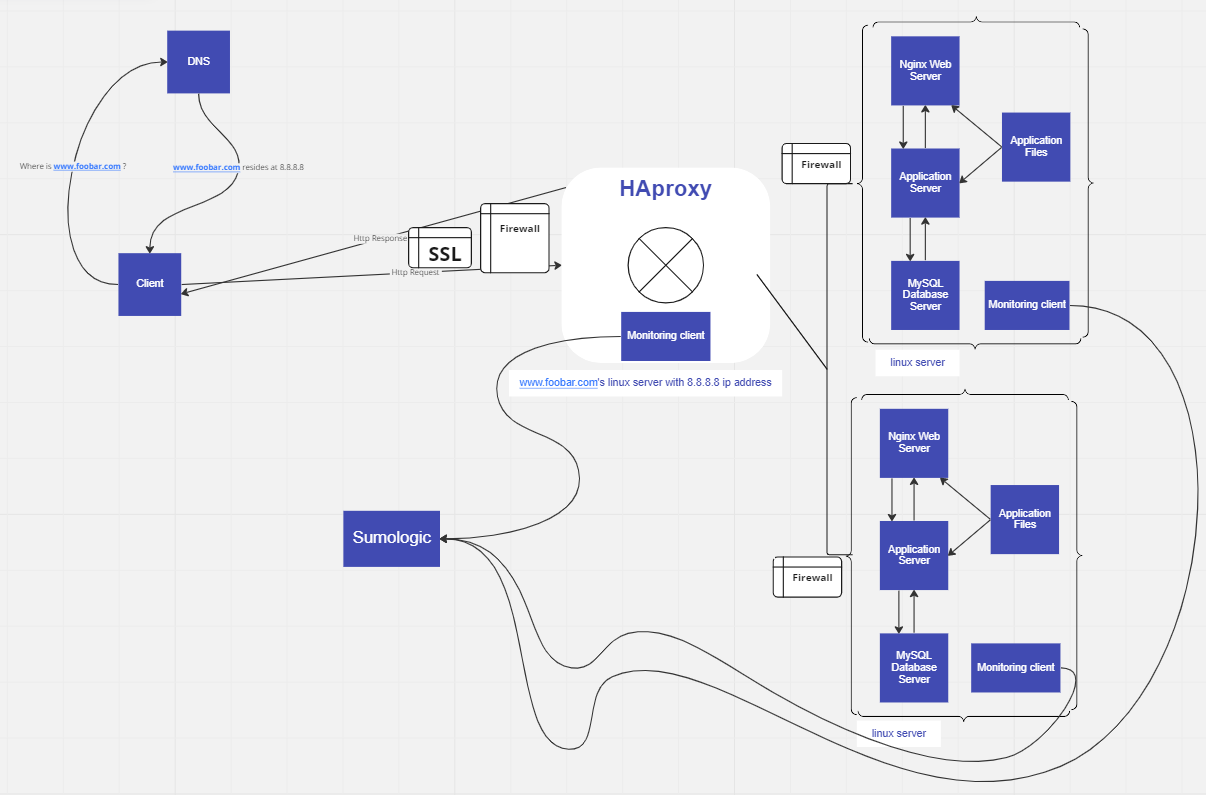 DNS
Where is www.foobar.com ?
www.foobar.com resides at 8.8.8.8
Client
Http Response
Http Request
SSL
Firewall
HAproxy
Monitoring client
www.foobar.com's linux server with 8.8.8.8 ip address
Sumologic
Firewall
Nginx Web
Server
Application
Files
Application
Server
MySQL
Database
Server
Monitoring client
linux server
Firewall
Nginx Web
Server
Application
Files
Application
Server
MySQL
Database
Server
Monitoring client
linux server